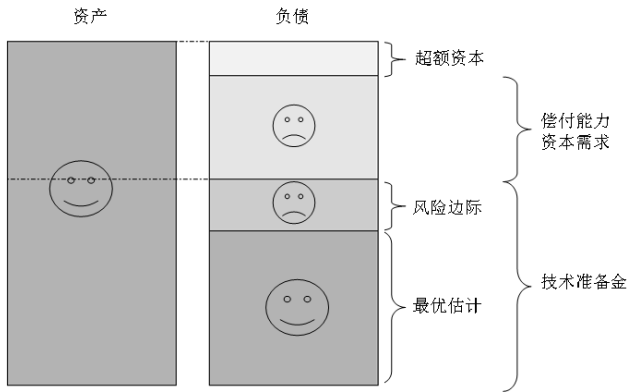 资产
负债
超额资本
偿付能力
资本需求
风险边际
技术准备金
最优估计